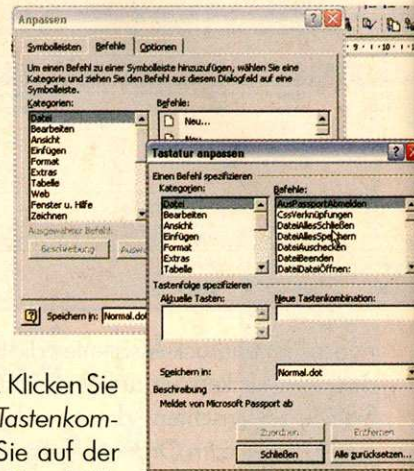 Anpassen
Symbolleisten Befehle Optionen
Um einen Befehl zu einer Symbolleiste hinzuzufügen, wählen Sie eine
Kategorie und ziehen Sie den Befehl aus diesem Dialogfeld auf eine
Symbolleiste.
Kategorien: Befehle:
Datei
Bearbeiten
Ansicht
Einfügen
Format
Extras
Tabelle
Web
Fenster u. Hilfe
Zeichnen
Neu...
Ausgewählter Befehl:
Beschreibung
Speichern in: Normal.dot
9 · 1 · 10 · 1
Tastatur anpassen
Einen Befehl spezifizieren
Kategorien: Befehle:
Datei
Bearbeiten
Ansicht
Einfügen
Format
Extras
Tabelle
AusPassportAbmelden
CssVerknüpfungen
DateiAllesSchließen
DateiAllesSpeichern
DateiAuschecken
DateiBeenden
DateiDateiÖffnen:
Tastenfolge spezifizieren
Aktuelle Tasten: Neue Tastenkombination:
Speichern in: Normal.dot
Beschreibung
Meldet von Microsoft Passport ab
Zuordnen Entfernen
Schließen Alle zurücksetzen...
Klicken Sie
Tastenkom-
Sie auf der